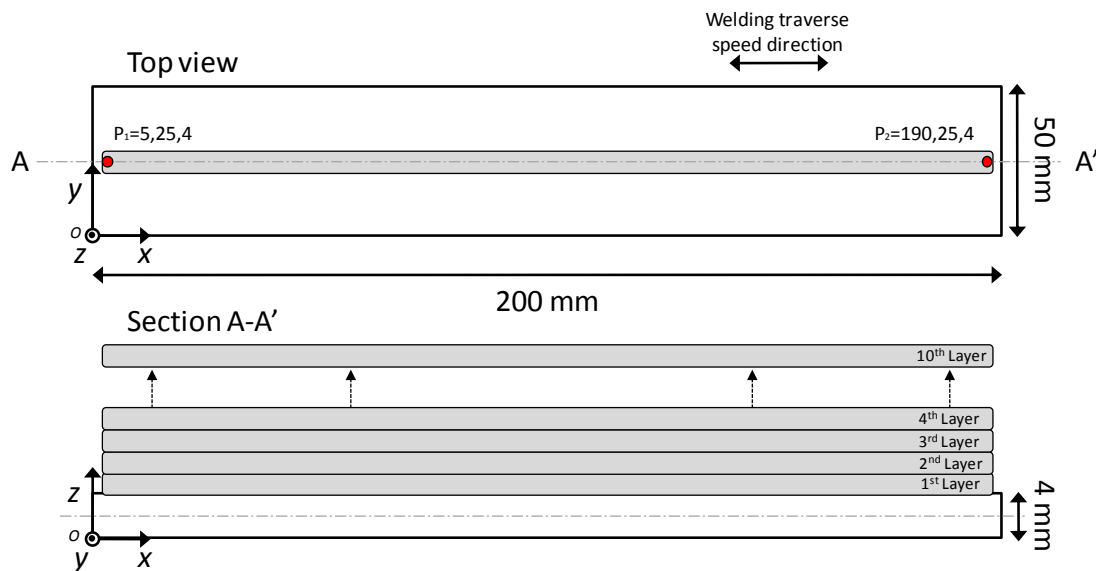 Welding traverse
speed direction
Top view
P₁=5,25,4
P₂=190,25,4
A
A'
y
o
z
x
50 mm
200 mm
Section A-A'
10th Layer
4th Layer
3rd Layer
2nd Layer
1st Layer
z
4 mm
o
y
x